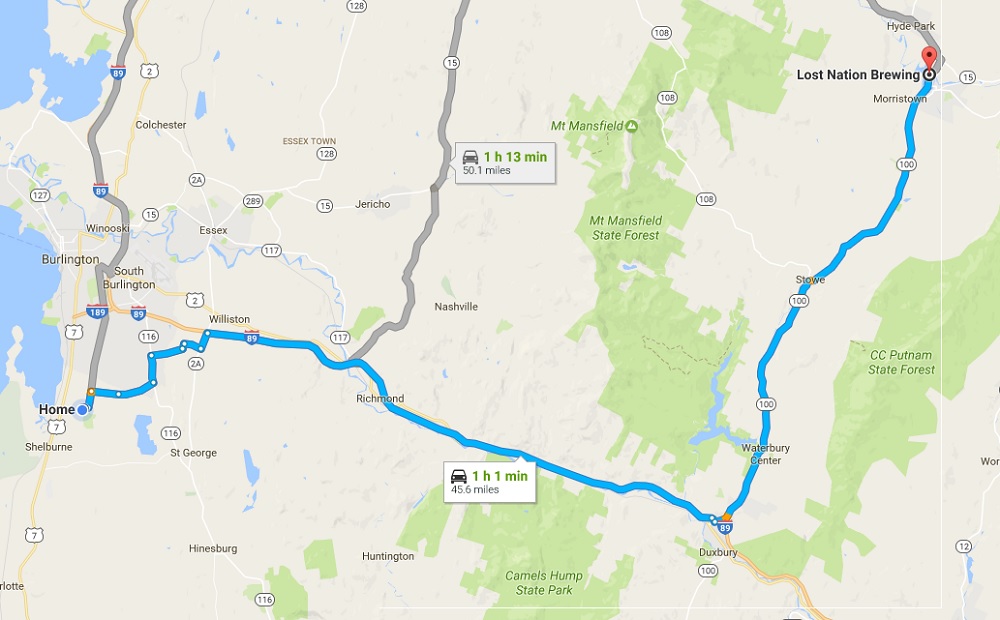 128
Hyde Park
89
2
15
108
Lost Nation Brewing
15
108
Morristown
Colchester
Mt Mansfield
ESSEX TOWN
128
1 h 13 min
50.1 miles
100
2A
89
127
289
15
Jericho
108
15
Winooski
Essex
Mt Mansfield
State Forest
117
Burlington
South
Burlington
Stowe
2
100
Nashville
189
89
Williston
7
116
89
117
2A
CC Putnam
State Forest
Richmond
Home
100
7
116
Shelburne
St George
Waterbury
Center
1 h 1 min
45.6 miles
89
7
Hinesburg
Huntington
Duxbury
12
100
Camels Hump
State Park
lotte
116
Wor